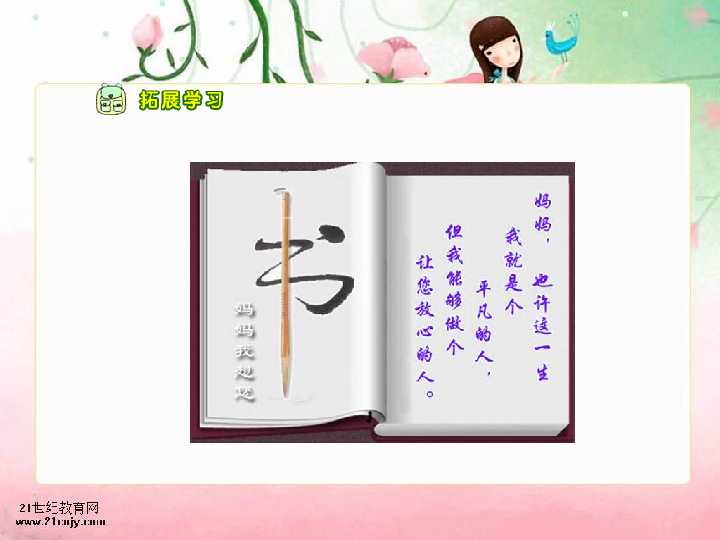 拓展学习
书
妈妈我想您
妈妈，也许这一生
我就是个
平凡的人，
但我能够做个
让您放心的人。
21世纪教育网
www.21cnjy.com